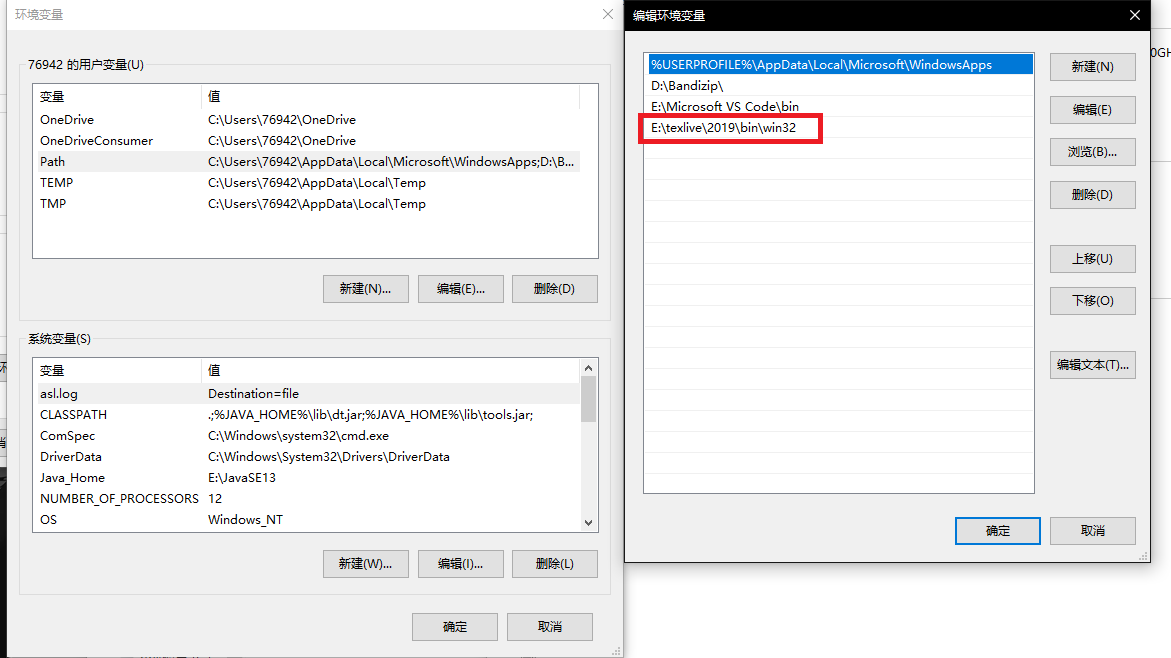 环境变量
76942 的用户变量(U)
变量 值
OneDrive C:\Users\76942\OneDrive
OneDriveConsumer C:\Users\76942\OneDrive
Path C:\Users\76942\AppData\Local\Microsoft\WindowsApps;D:\B...
TEMP C:\Users\76942\AppData\Local\Temp
TMP C:\Users\76942\AppData\Local\Temp
新建(N)... 编辑(E)... 删除(D)
系统变量(S)
变量 值
asl.log Destination=file
CLASSPATH .;%JAVA_HOME%\lib\dt.jar;%JAVA_HOME%\lib\tools.jar;
ComSpec C:\Windows\system32\cmd.exe
DriverData C:\Windows\System32\Drivers\DriverData
Java_Home E:\JavaSE13
NUMBER_OF_PROCESSORS 12
OS Windows_NT
新建(W)... 编辑(I)... 删除(L)
确定 取消
编辑环境变量
%USERPROFILE%\AppData\Local\Microsoft\WindowsApps
D:\Bandizip\
E:\Microsoft VS Code\bin
E:\texlive\2019\bin\win32
新建(N)
编辑(E)
浏览(B)...
删除(D)
上移(U)
下移(O)
编辑文本(T)...
确定 取消
0GH